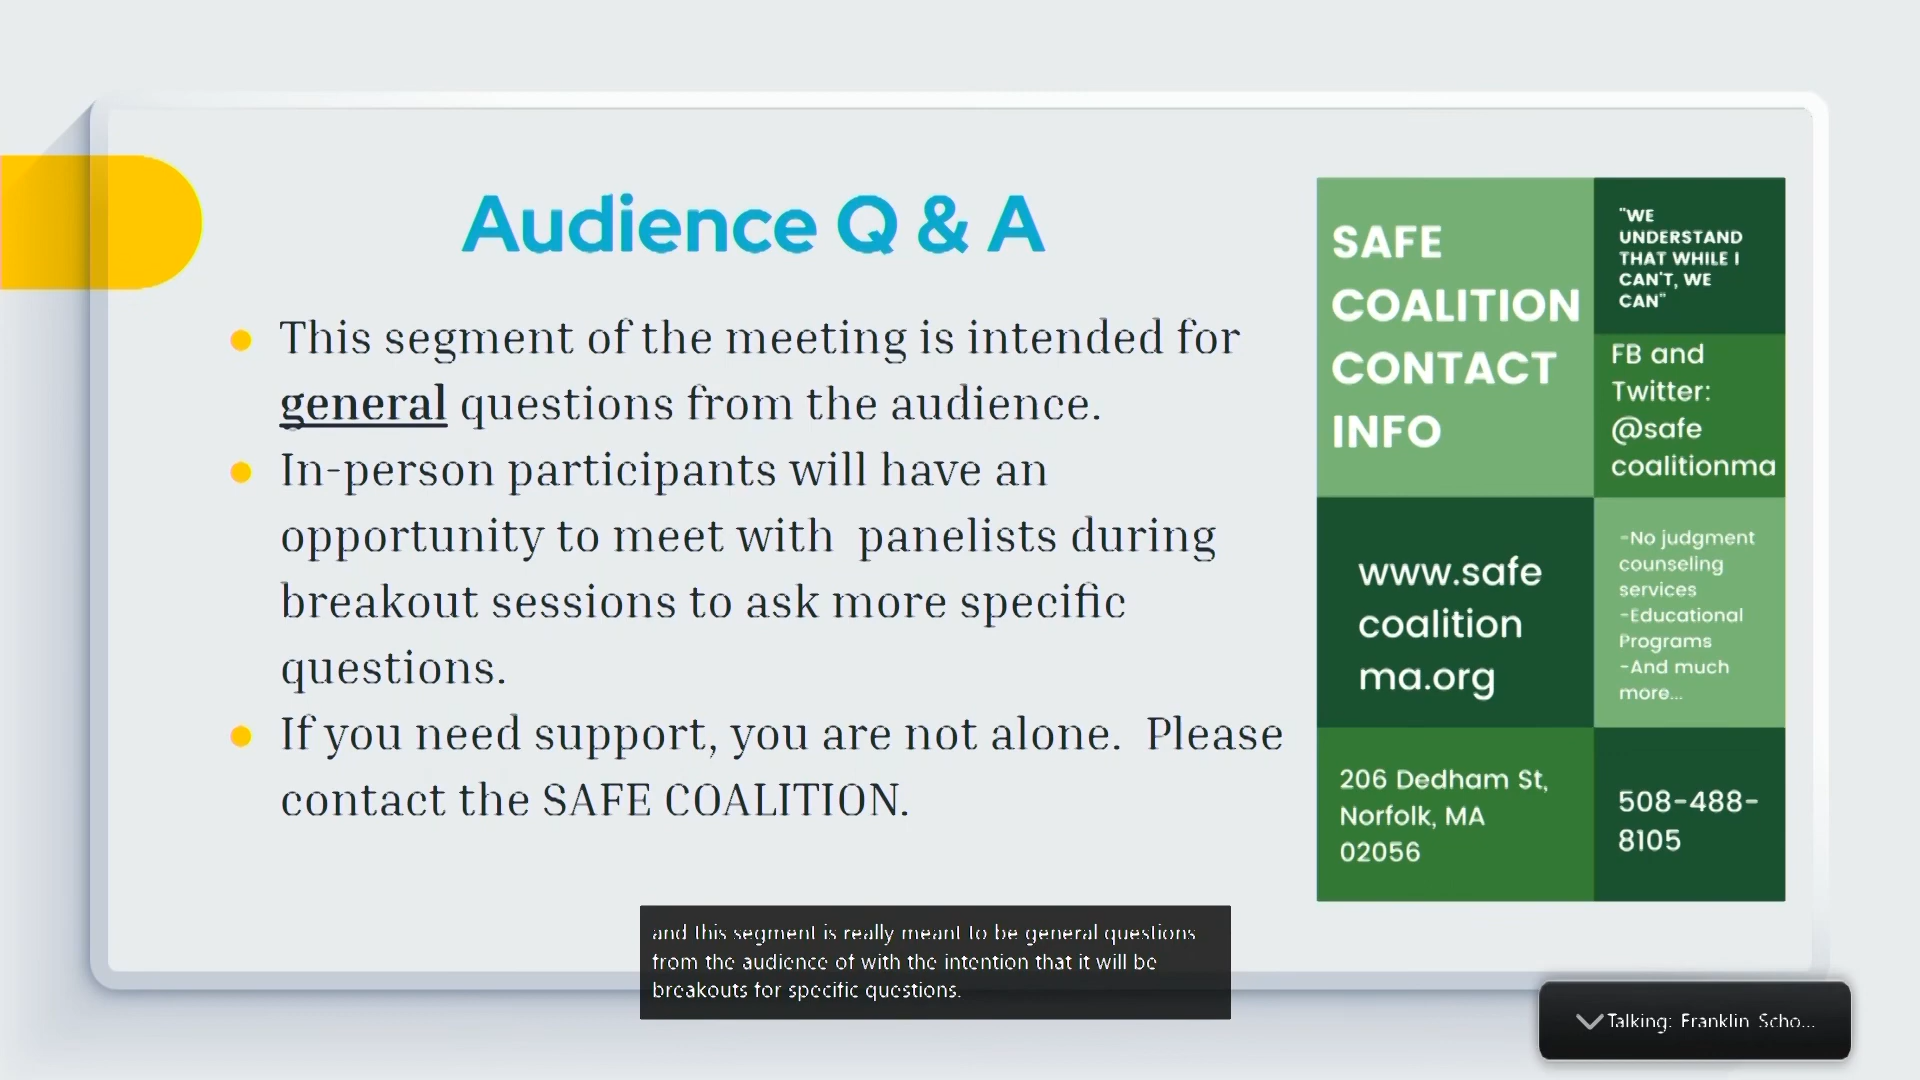 Audience Q & A
This segment of the meeting is intended for
general questions from the audience.
In-person participants will have an
opportunity to meet with  panelists during
breakout sessions to ask more specific
questions.
If you need support, you are not alone.  Please
contact the SAFE COALITION.
SAFE
COALITION
CONTACT
INFO
"WE
UNDERSTAND
THAT WHILE I
CAN'T, WE
CAN"
FB and
Twitter:
@safe
coalitionma
www.safe
coalition
ma.org
-No judgment
counseling
services
-Educational
Programs
-And much
more...
206 Dedham St,
Norfolk, MA
02056
508-488-
8105
and this segment is really meant to be general questions
from the audience of with the intention that it will be
breakouts for specific questions.
Talking: Franklin Scho...